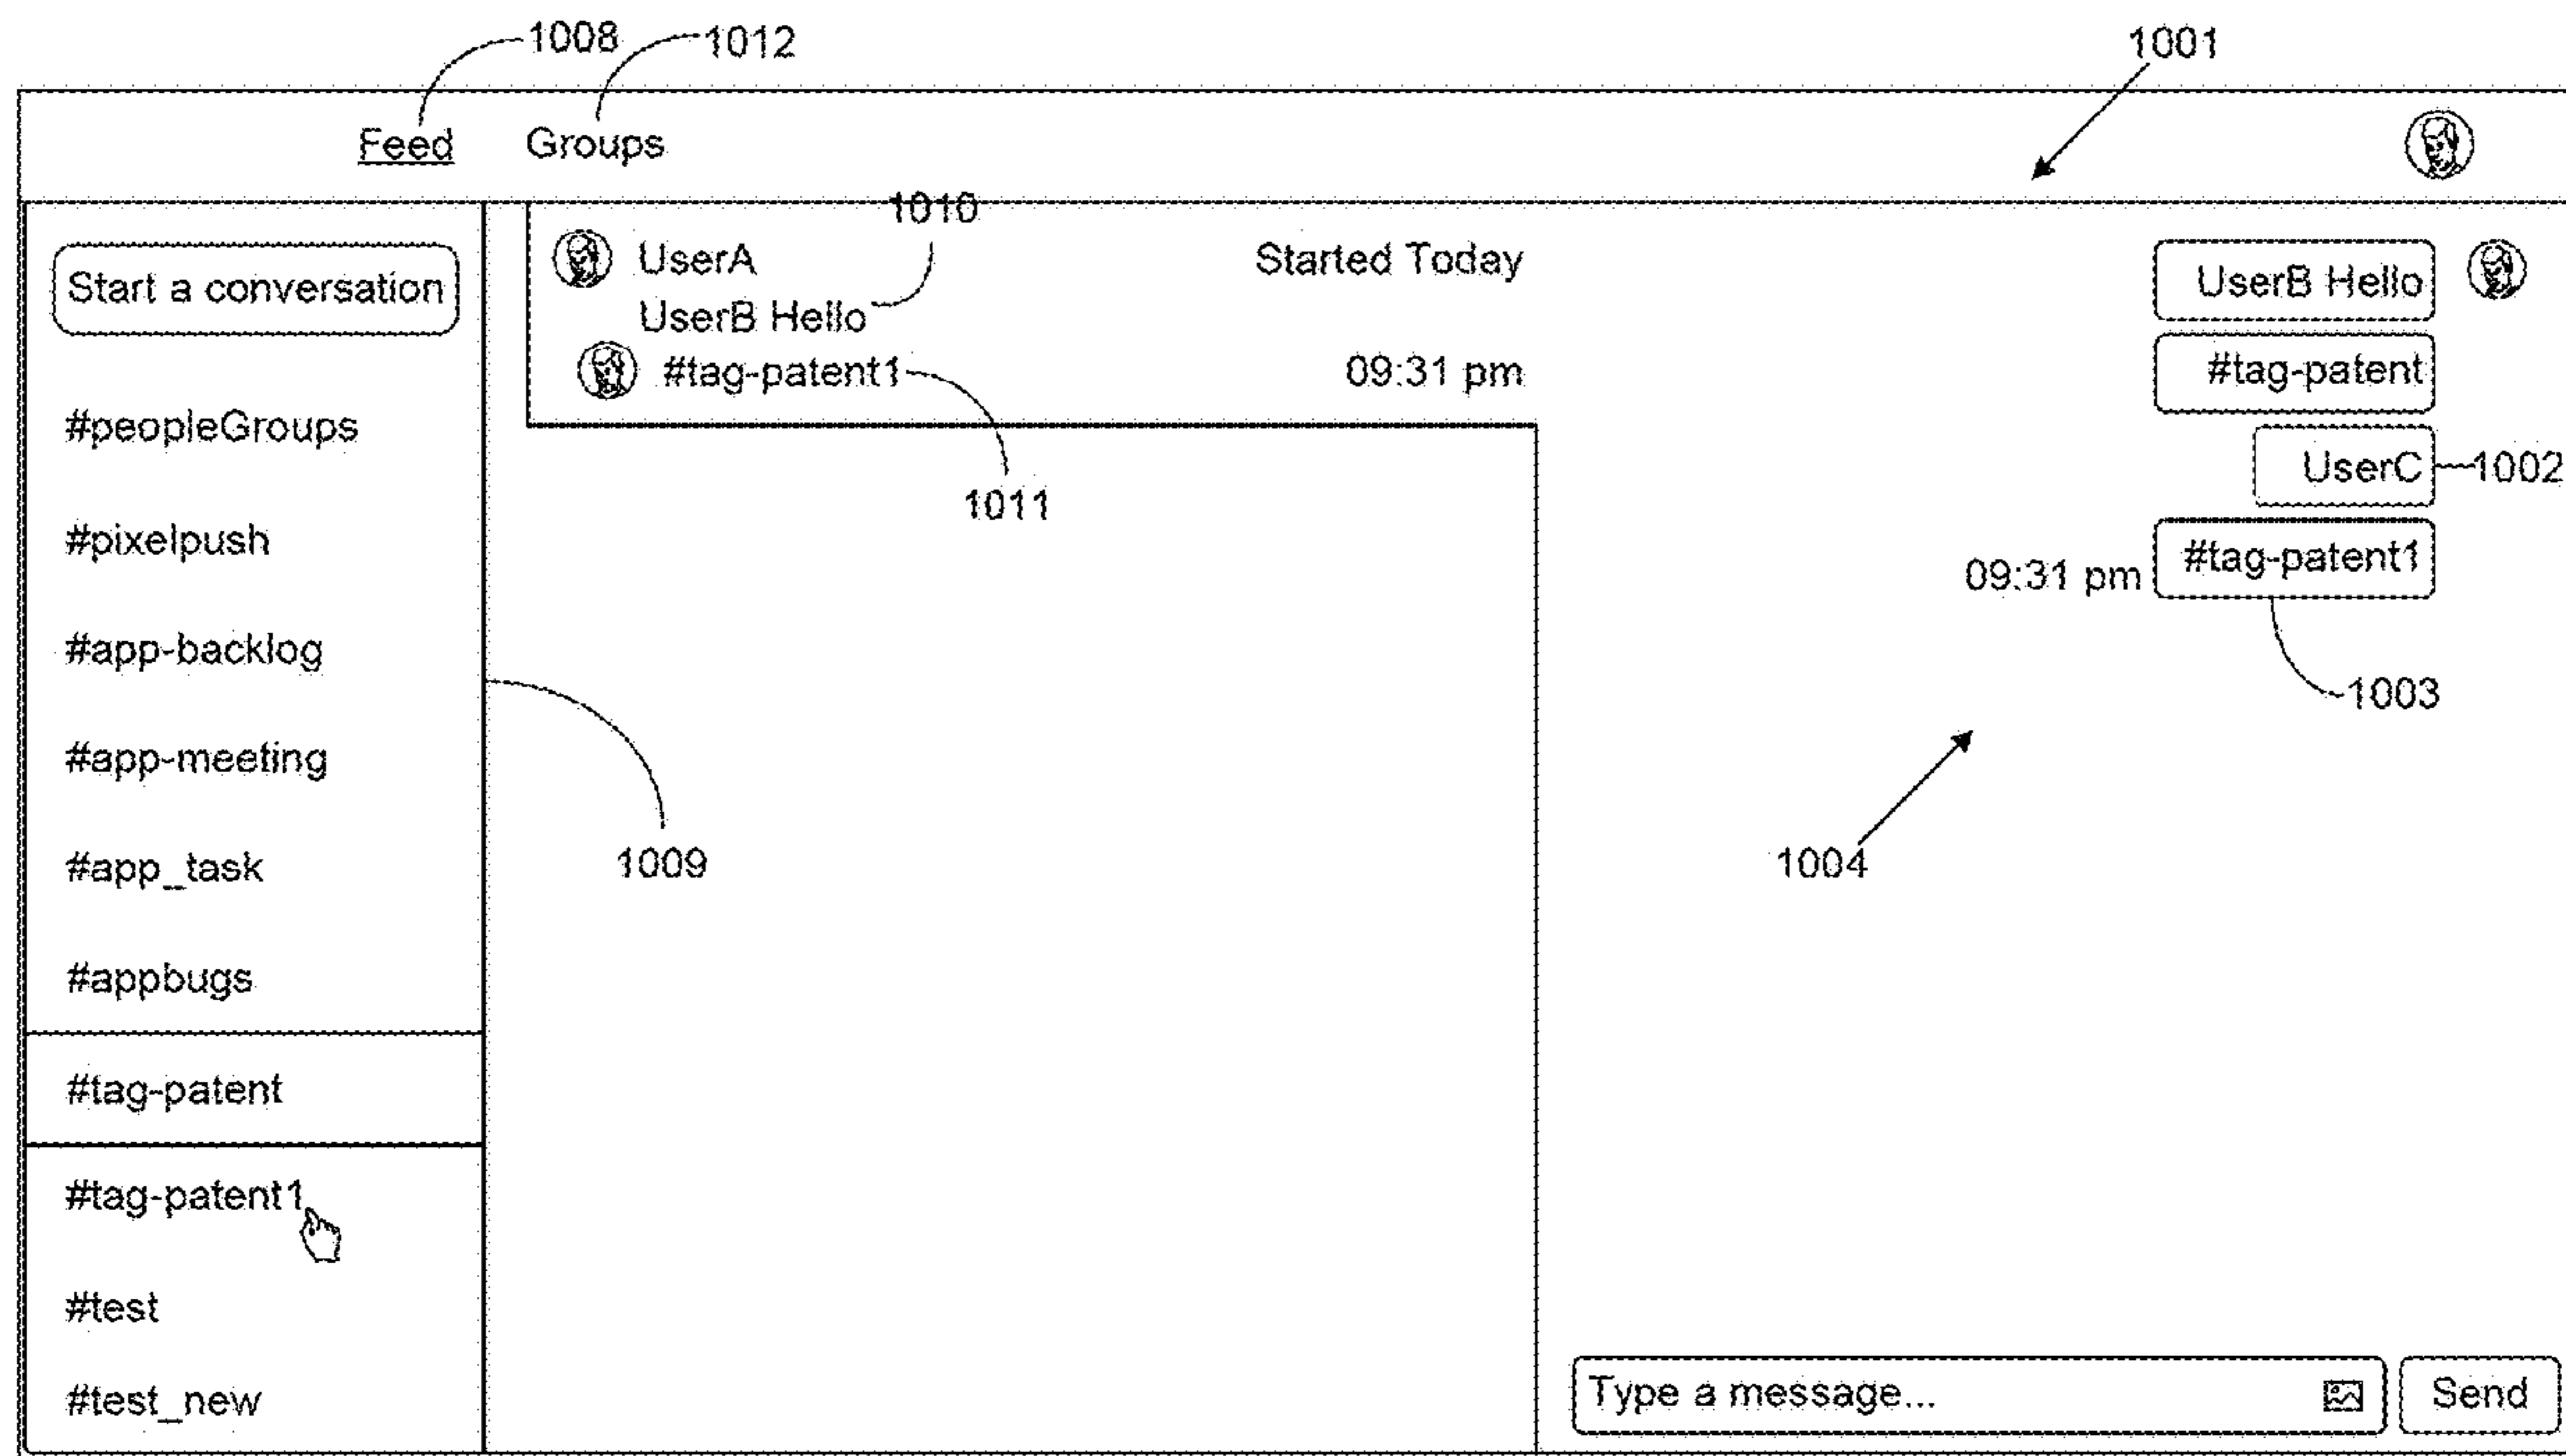 1008
1012
1001
Feed
Groups
1010
Start a conversation
#peopleGroups
#pixelpush
#app-backlog
#app-meeting
#app_task
#appbugs
#tag-patent
#tag-patent1
#test
#test_new
UserA
Started Today
UserB Hello
#tag-patent1
09:31 pm
1011
1009
UserB Hello
#tag-patent
UserC
1002
#tag-patent1
09:31 pm
1003
1004
Type a message...
Send